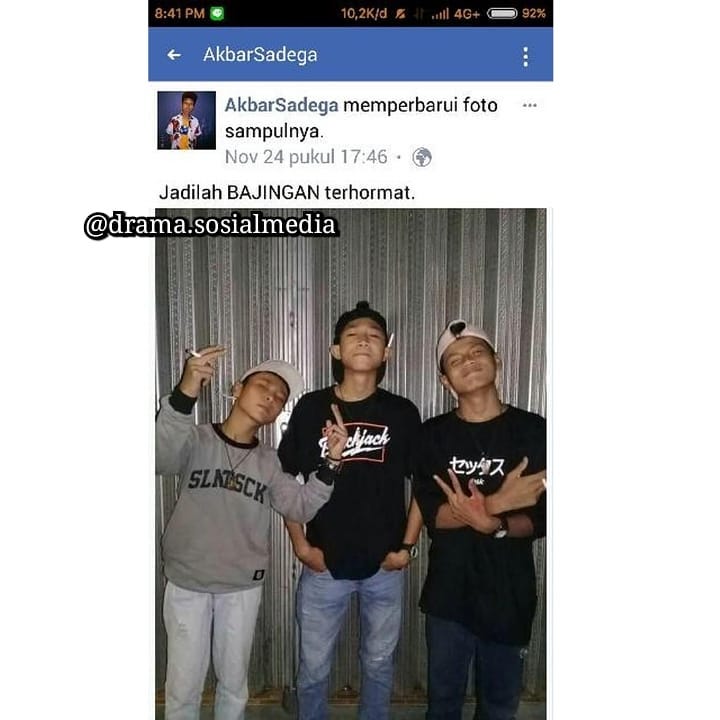 8:41 PM
10,2K/d
4G+
92%
AkbarSadega
AkbarSadega memperbarui foto
sampulnya.
Nov 24 pukul 17:46
Jadilah BAJINGAN terhormat.
@drama.sosialmedia
セックス